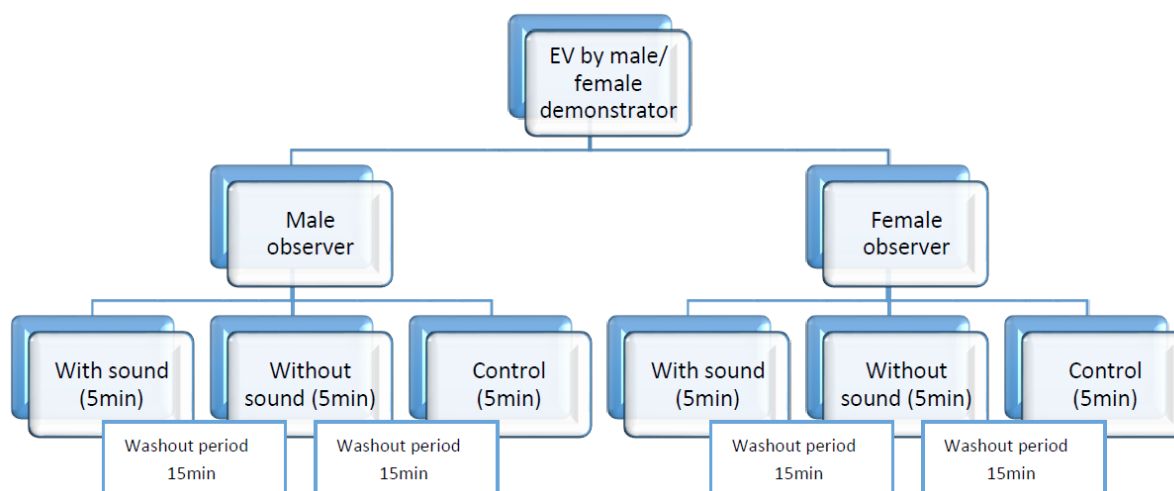 EV by male/
female
demonstrator
Male
observer
Female
observer
With sound
(5min)
Without
sound (5min)
Control
(5min)
With sound
(5min)
Without
sound (5min)
Control
(5min)
Washout period
15min
Washout period
15min
Washout period
15min
Washout period
15min